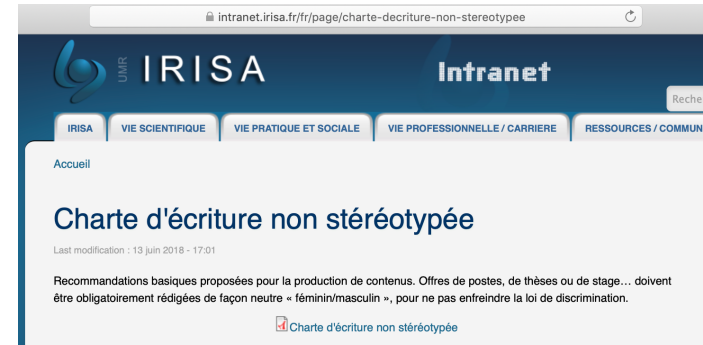 intranet.irisa.fr/fr/page/charte-decriture-non-stereotypee
UMR IRISA Intranet
Reche
IRISA VIE SCIENTIFIQUE VIE PRATIQUE ET SOCIALE VIE PROFESSIONNELLE / CARRIERE RESSOURCES / COMMUN
Accueil
Charte d'écriture non stéréotypée
Last modification : 13 juin 2018 - 17:01
Recommandations basiques proposées pour la production de contenus. Offres de postes, de thèses ou de stage… doivent
être obligatoirement rédigées de façon neutre « féminin/masculin », pour ne pas enfreindre la loi de discrimination.
Charte d'écriture non stéréotypée